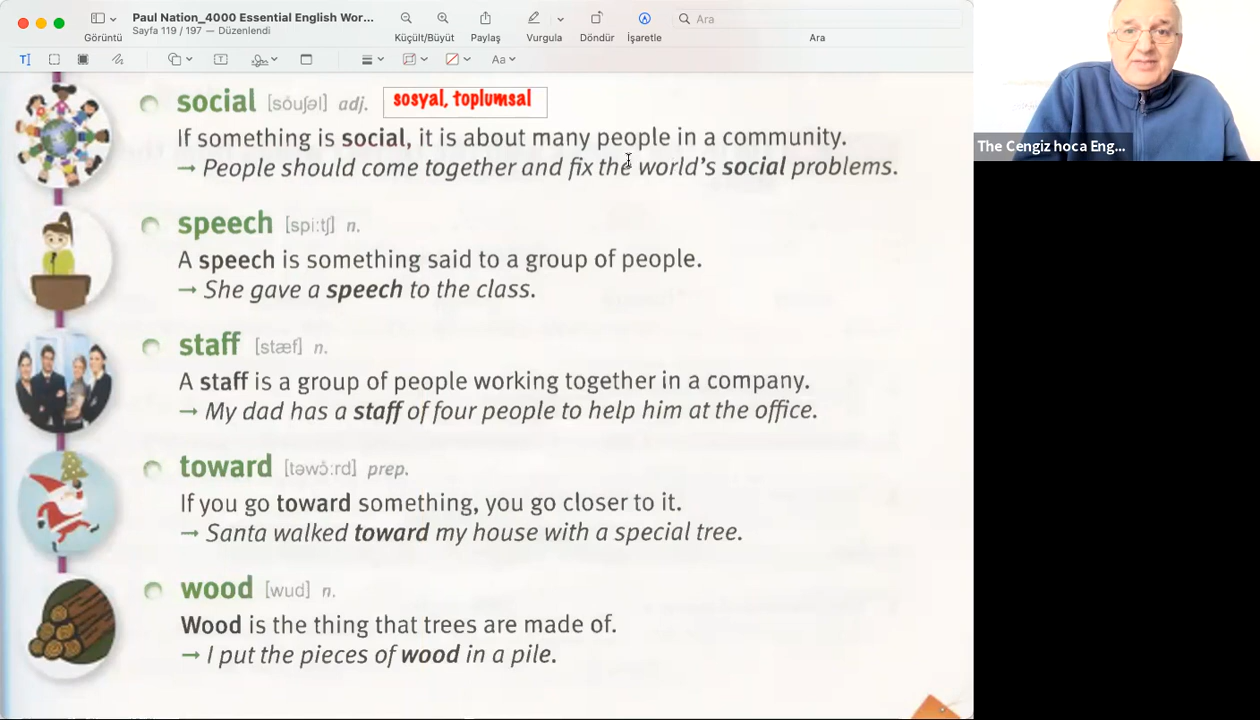 Paul Nation_4000 Essential English Wor...
Sayfa 119 / 197 — Düzenlendi
Görüntü
Küçült/Büyüt
Paylaş
Vurgula
Döndür
İşaretle
Ara
Ara
Aa
social [sóuʃəl] adj. sosyal, toplumsal
If something is social, it is about many people in a community.
→ People should come together and fix the world's social problems.
speech [spi:tʃ] n.
A speech is something said to a group of people.
→ She gave a speech to the class.
staff [stæf] n.
A staff is a group of people working together in a company.
→ My dad has a staff of four people to help him at the office.
toward [təwɔ́:rd] prep.
If you go toward something, you go closer to it.
→ Santa walked toward my house with a special tree.
wood [wud] n.
Wood is the thing that trees are made of.
→ I put the pieces of wood in a pile.
The Cengiz hoca Eng...